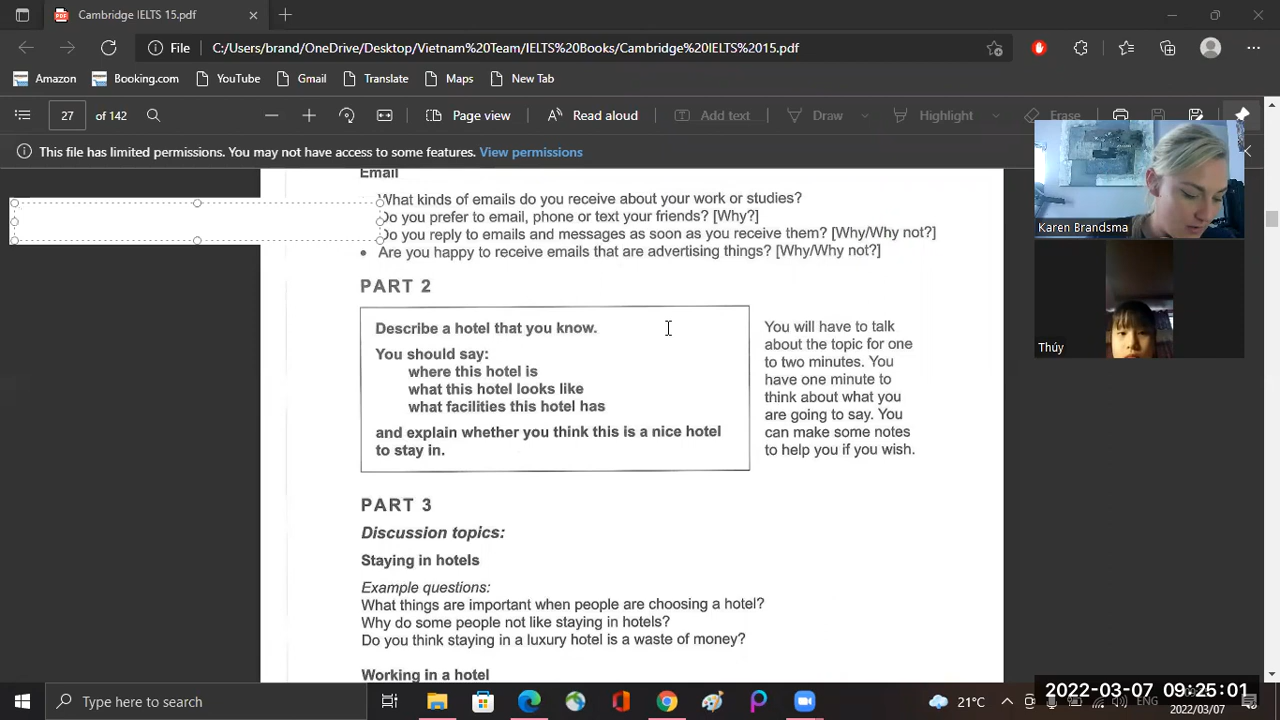 Cambridge IELTS 15.pdf
File C:/Users/brand/OneDrive/Desktop/Vietnam%20Team/IELTS%20Books/Cambridge%20IELTS%2015.pdf
Amazon Booking.com YouTube Gmail Translate Maps New Tab
27 of 142 Page view Read aloud Add text Draw Highlight Erase
This file has limited permissions. You may not have access to some features. View permissions
Email
What kinds of emails do you receive about your work or studies?
Do you prefer to email, phone or text your friends? [Why?]
Do you reply to emails and messages as soon as you receive them? [Why/Why not?]
• Are you happy to receive emails that are advertising things? [Why/Why not?]
PART 2
Describe a hotel that you know.
You should say:
where this hotel is
what this hotel looks like
what facilities this hotel has
and explain whether you think this is a nice hotel
to stay in.
You will have to talk
about the topic for one
to two minutes. You
have one minute to
think about what you
are going to say. You
can make some notes
to help you if you wish.
PART 3
Discussion topics:
Staying in hotels
Example questions:
What things are important when people are choosing a hotel?
Why do some people not like staying in hotels?
Do you think staying in a luxury hotel is a waste of money?
Working in a hotel
Karen Brandsma
Thúy
Type here to search
21°C
ENG
2022-03-07 09:25:01
2022/03/07